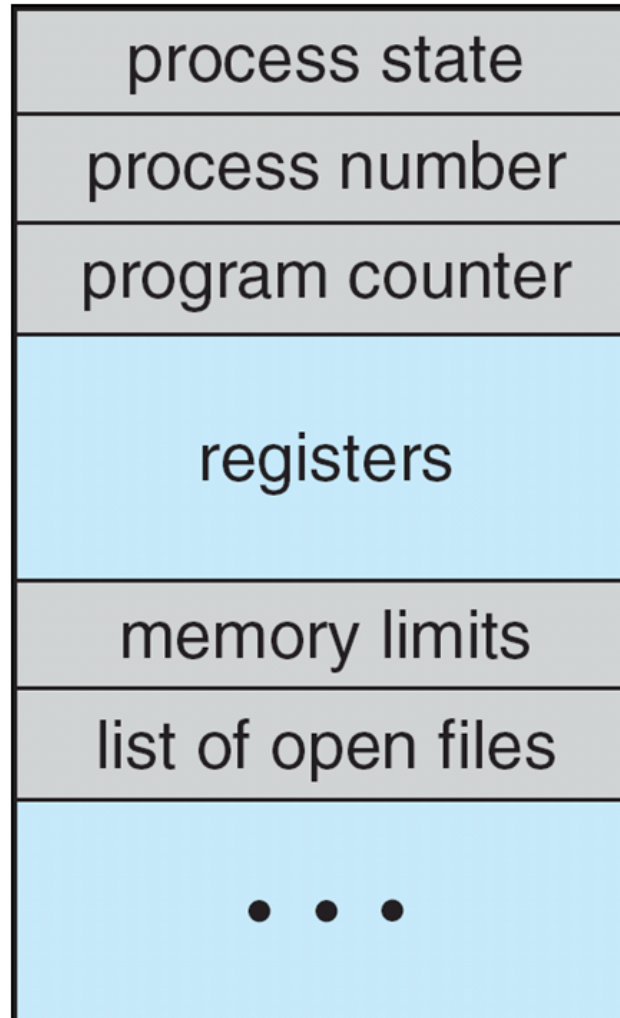 process state
process number
program counter
registers
memory limits
list of open files
• • •